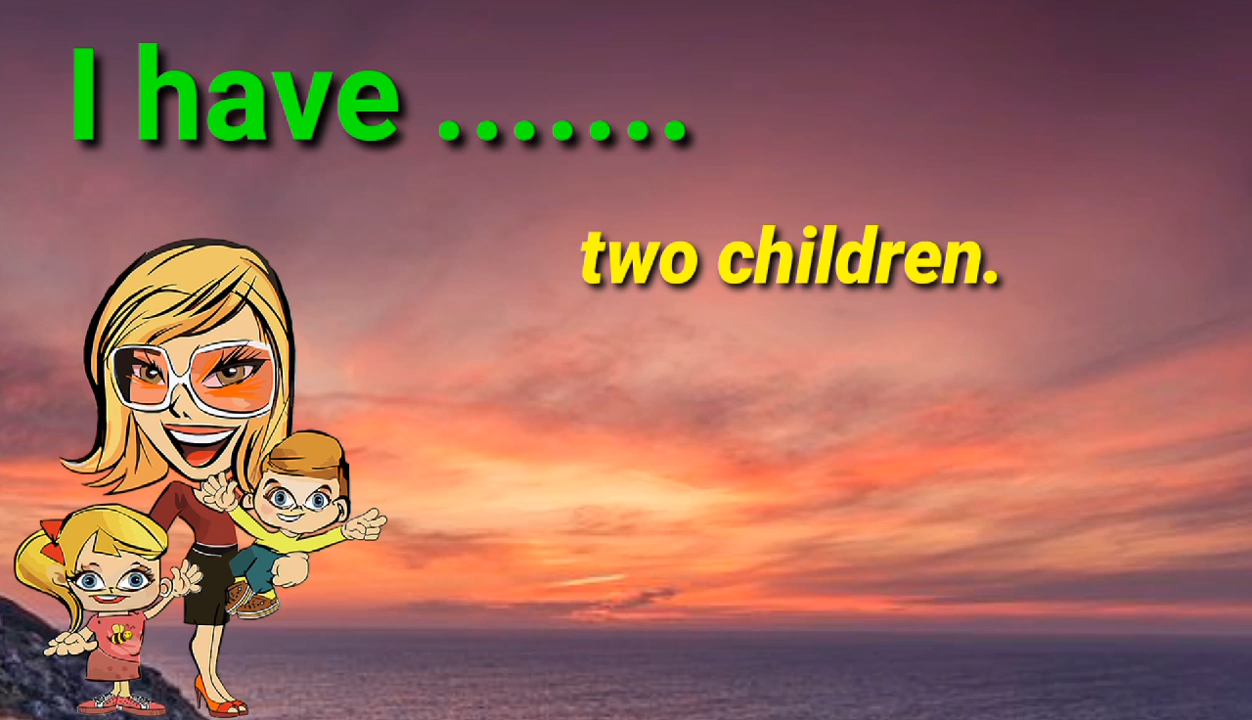 I have .......
two children.